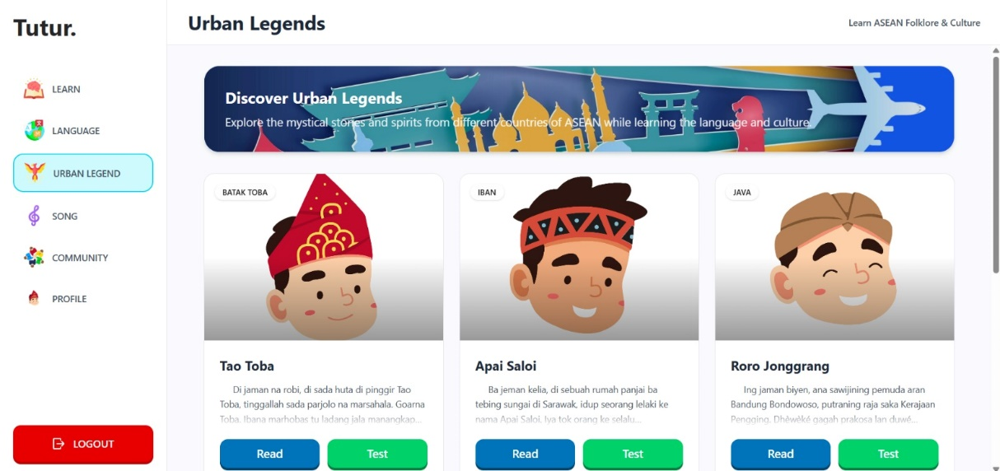 Tutur.
LEARN
LANGUAGE
URBAN LEGEND
SONG
COMMUNITY
PROFILE
LOGOUT
Urban Legends
Learn ASEAN Folklore & Culture
Discover Urban Legends
Explore the mystical stories and spirits from different countries of ASEAN while learning the language and culture.
BATAK TOBA
Tao Toba
Di jaman na robi, di sada huta di pinggir Tao
Toba, tinggallah sada parjolo na marsahala. Goarna
Toba. Ibana marhobas tu ladang jala manangkap...
Read
Test
IBAN
Apai Saloi
Ba jeman kelia, di sebuah rumah panjai ba
tebing sungai di Sarawak, idup seorang lelaki ke
nama Apai Saloi. Iya tok orang ke selalu...
Read
Test
JAVA
Roro Jonggrang
Ing jaman biyen, ana sawijining pemuda aran
Bandung Bondowoso, putraning raja saka Kerajaan
Pengging. Dhèwèké gagah prakosa lan duwé...
Read
Test